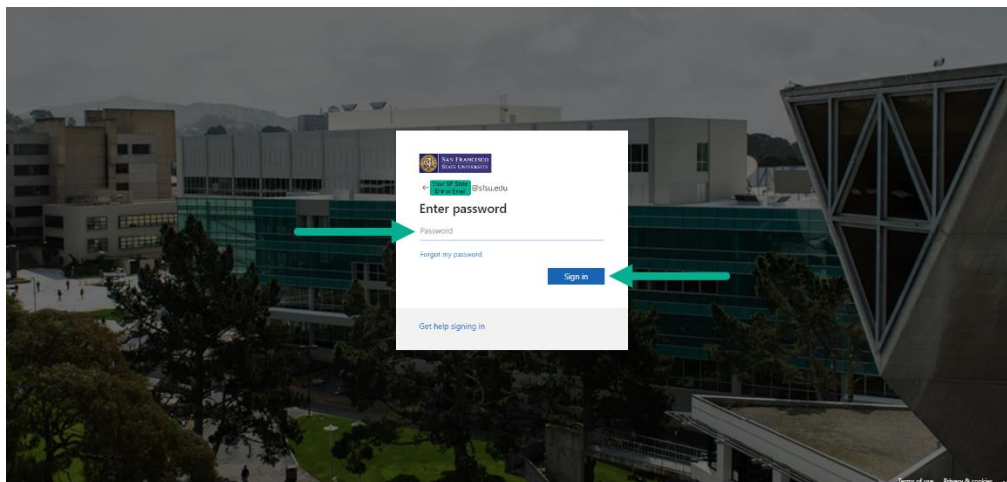 SAN FRANCISCO
STATE UNIVERSITY
← Your SF State
ID # or Email @sfsu.edu
Enter password
Password
Forgot my password
Sign in
Get help signing in
Terms of use Privacy & cookies